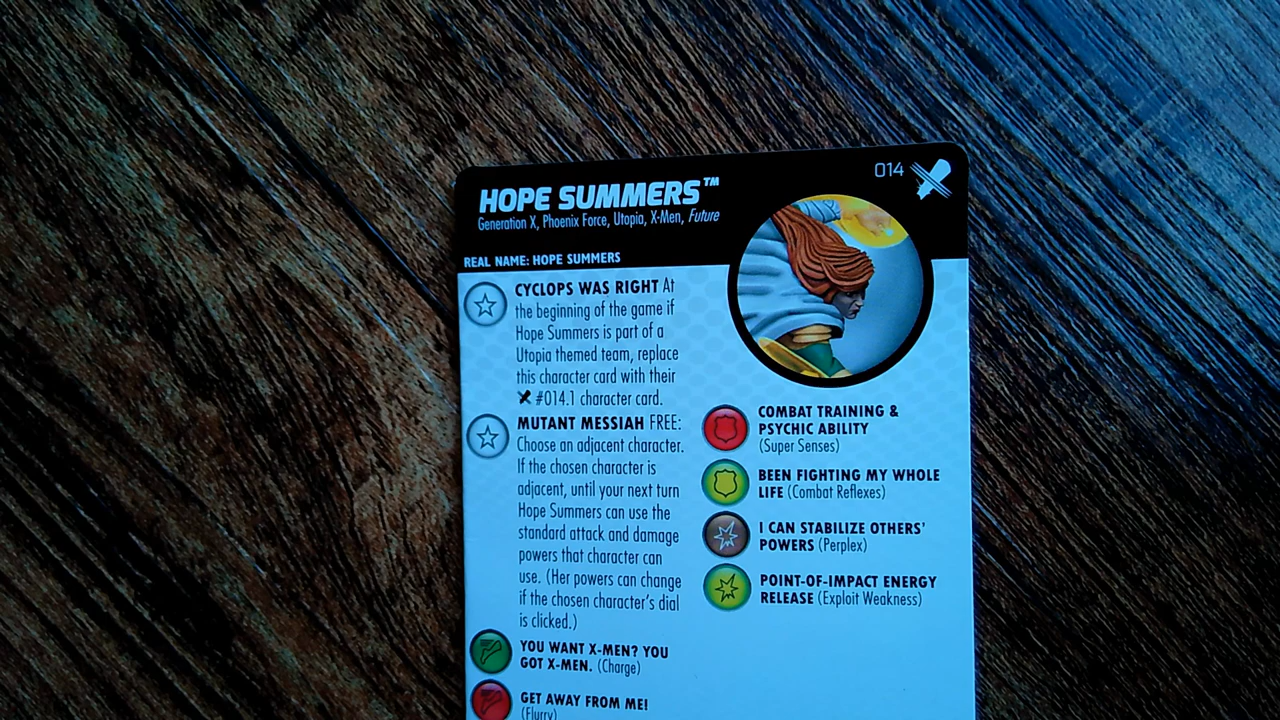 HOPE SUMMERS™
014
Generation X, Phoenix Force, Utopia, X-Men, Future
REAL NAME: HOPE SUMMERS
CYCLOPS WAS RIGHT At
the beginning of the game if
Hope Summers is part of a
Utopia themed team, replace
this character card with their
#014.1 character card.
MUTANT MESSIAH FREE:
Choose an adjacent character.
If the chosen character is
adjacent, until your next turn
Hope Summers can use the
standard attack and damage
powers that character can
use. (Her powers can change
if the chosen character's dial
is clicked.)
YOU WANT X-MEN? YOU
GOT X-MEN. (Charge)
GET AWAY FROM ME!
(Flurry)
COMBAT TRAINING &
PSYCHIC ABILITY
(Super Senses)
BEEN FIGHTING MY WHOLE
LIFE (Combat Reflexes)
I CAN STABILIZE OTHERS'
POWERS (Perplex)
POINT-OF-IMPACT ENERGY
RELEASE (Exploit Weakness)